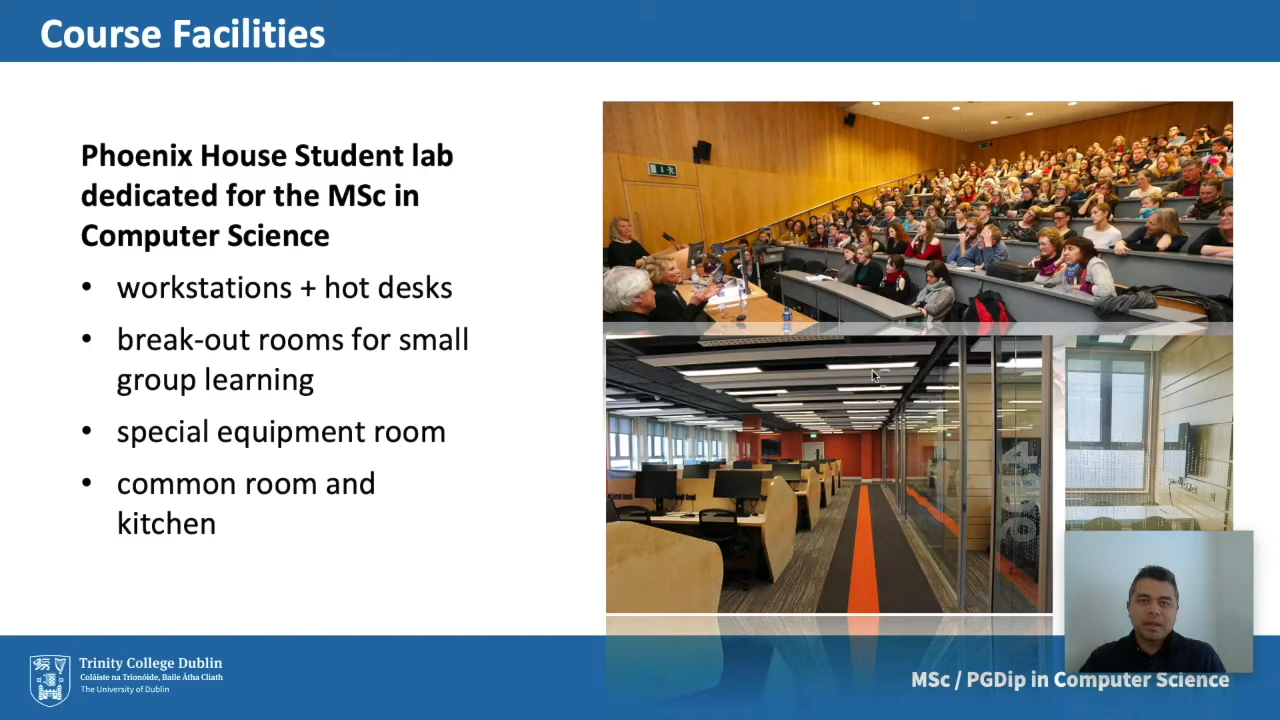 Course Facilities
Phoenix House Student lab
dedicated for the MSc in
Computer Science
• workstations + hot desks
• break-out rooms for small
group learning
• special equipment room
• common room and
kitchen
Trinity College Dublin
Coláiste na Tríonóide, Baile Átha Cliath
The University of Dublin
MSc / PGDip in Computer Science